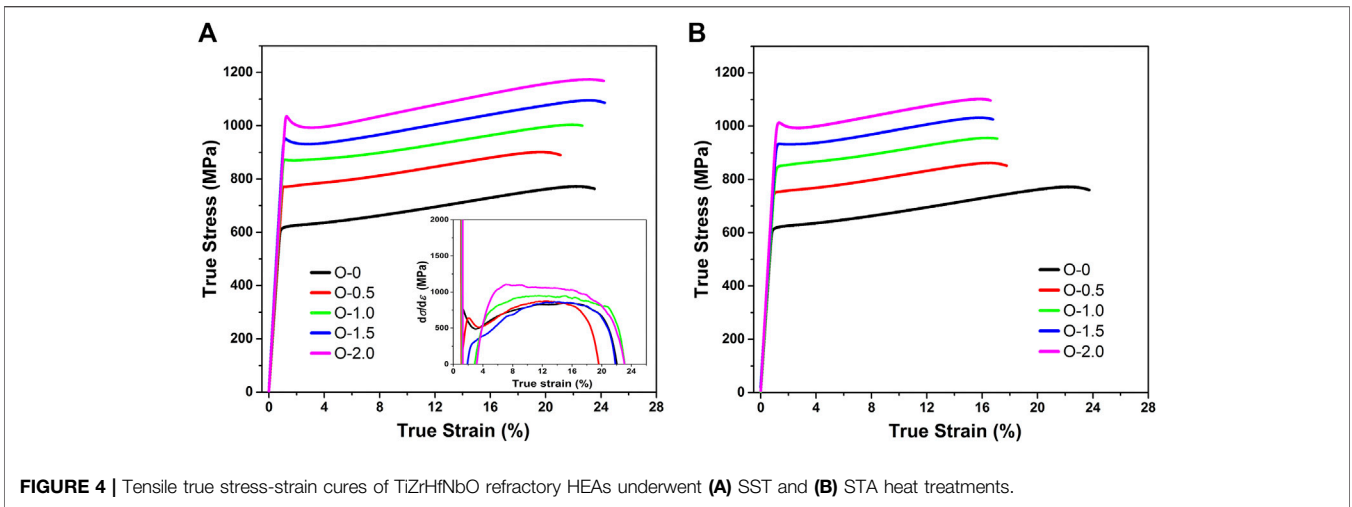 A
True Stress (MPa)
1200
1000
800
600
400
200
0
0 4 8 12 16 20 24 28
True Strain (%)
O-0
O-0.5
O-1.0
O-1.5
O-2.0
dσ/dε (MPa)
2000
1500
1000
500
0
0 4 8 12 16 20 24
True strain (%)
B
True Stress (MPa)
1200
1000
800
600
400
200
0
0 4 8 12 16 20 24 28
True Strain (%)
O-0
O-0.5
O-1.0
O-1.5
O-2.0
FIGURE 4 | Tensile true stress-strain cures of TiZrHfNbO refractory HEAs underwent (A) SST and (B) STA heat treatments.